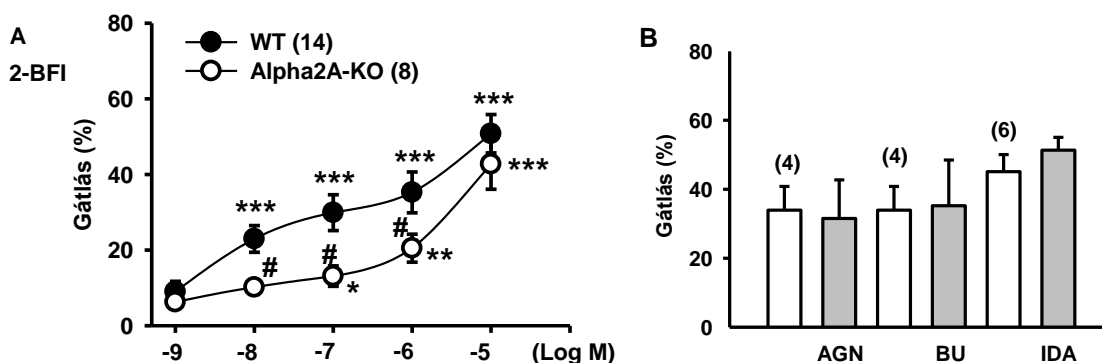 A
2-BFI
Gátlás (%)
80
60
40
20
0
WT (14)
Alpha2A-KO (8)
***
***
***
***
***
#
#
#
*
**
-9 -8 -7 -6 -5 (Log M)
B
Gátlás (%)
80
60
40
20
0
(4) (4) (6)
AGN BU IDA